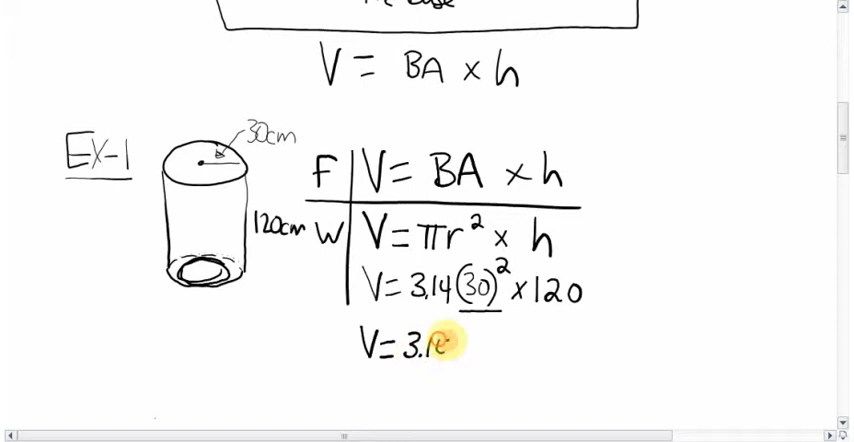 V = BA × h
EX-1
30cm
120cm
F V = BA × h
W V = πr² × h
V = 3.14(30)² × 120
V = 3.1